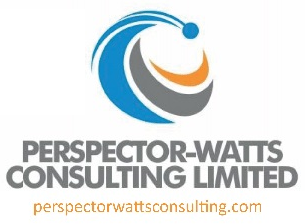 PERSPECTOR-WATTS
CONSULTING LIMITED
perspectorwattsconsulting.com